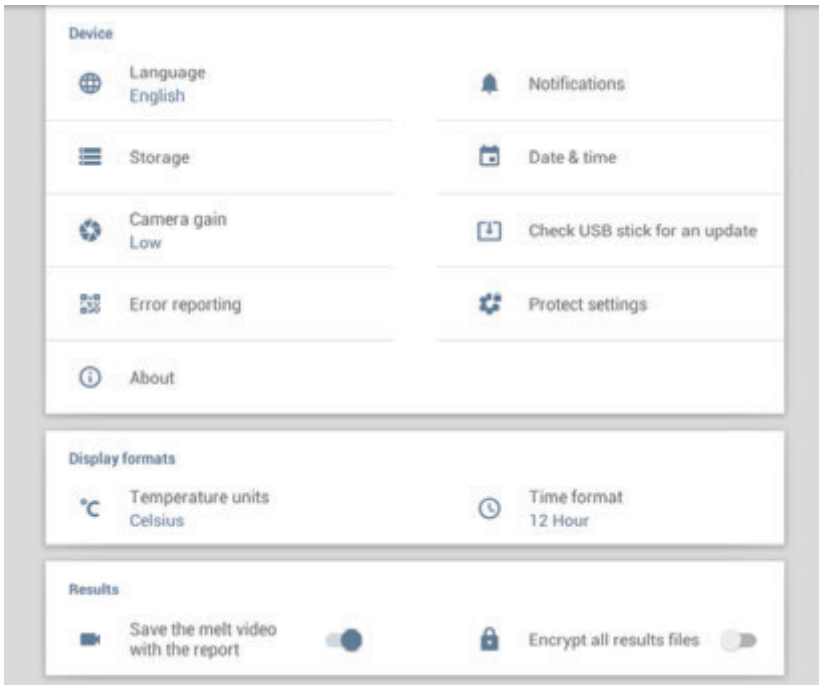 Device
Language
English
Notifications
Storage
Date & time
Camera gain
Low
Check USB stick for an update
Error reporting
Protect settings
About
Display formats
Temperature units
Celsius
Time format
12 Hour
Results
Save the melt video
with the report
Encrypt all results files